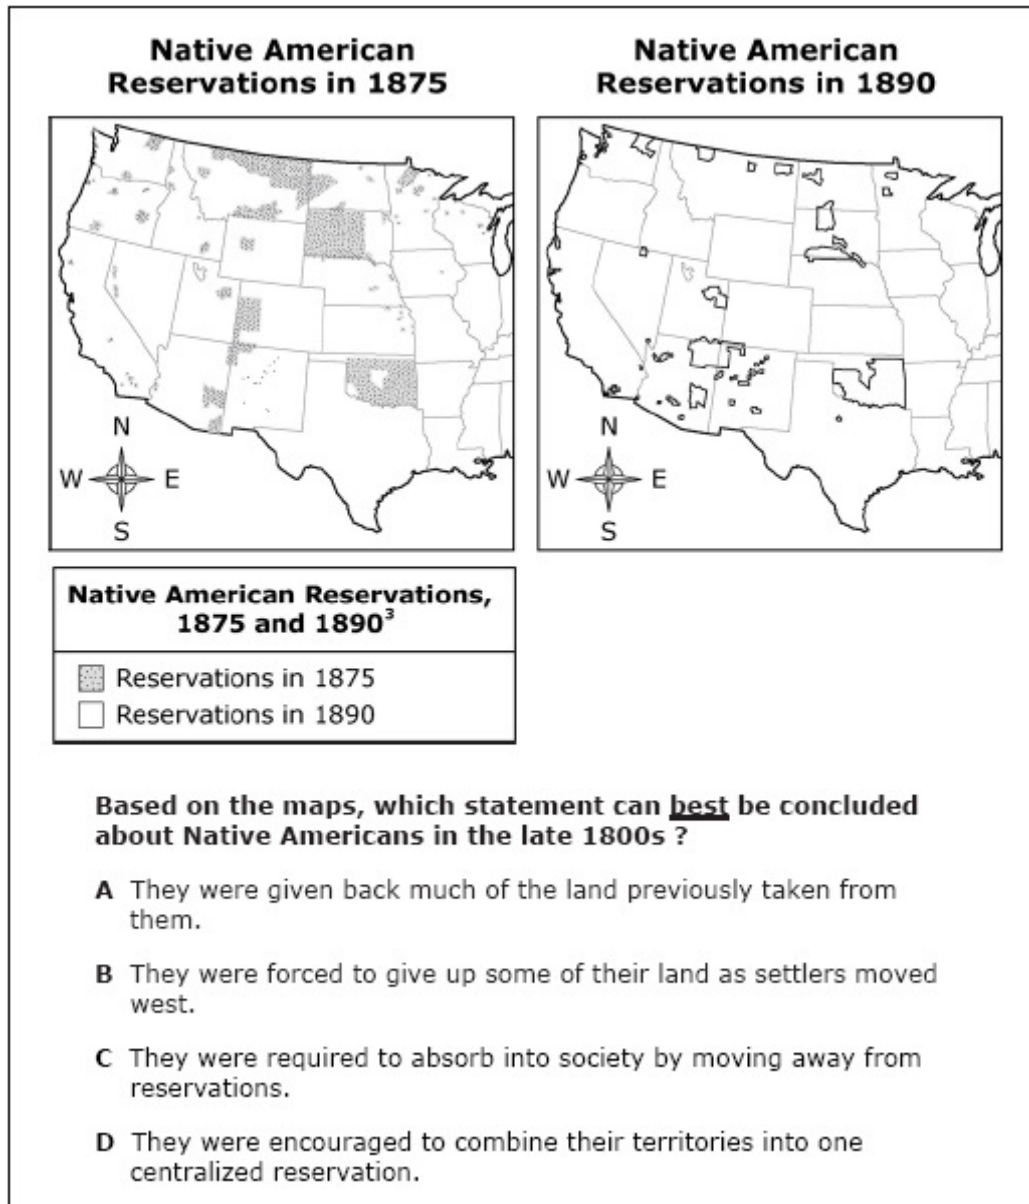 Native American
Reservations in 1875
Native American
Reservations in 1890
N
W E
S
N
W E
S
Native American Reservations,
1875 and 1890³
Reservations in 1875
Reservations in 1890
Based on the maps, which statement can best be concluded
about Native Americans in the late 1800s ?
A They were given back much of the land previously taken from
them.
B They were forced to give up some of their land as settlers moved
west.
C They were required to absorb into society by moving away from
reservations.
D They were encouraged to combine their territories into one
centralized reservation.